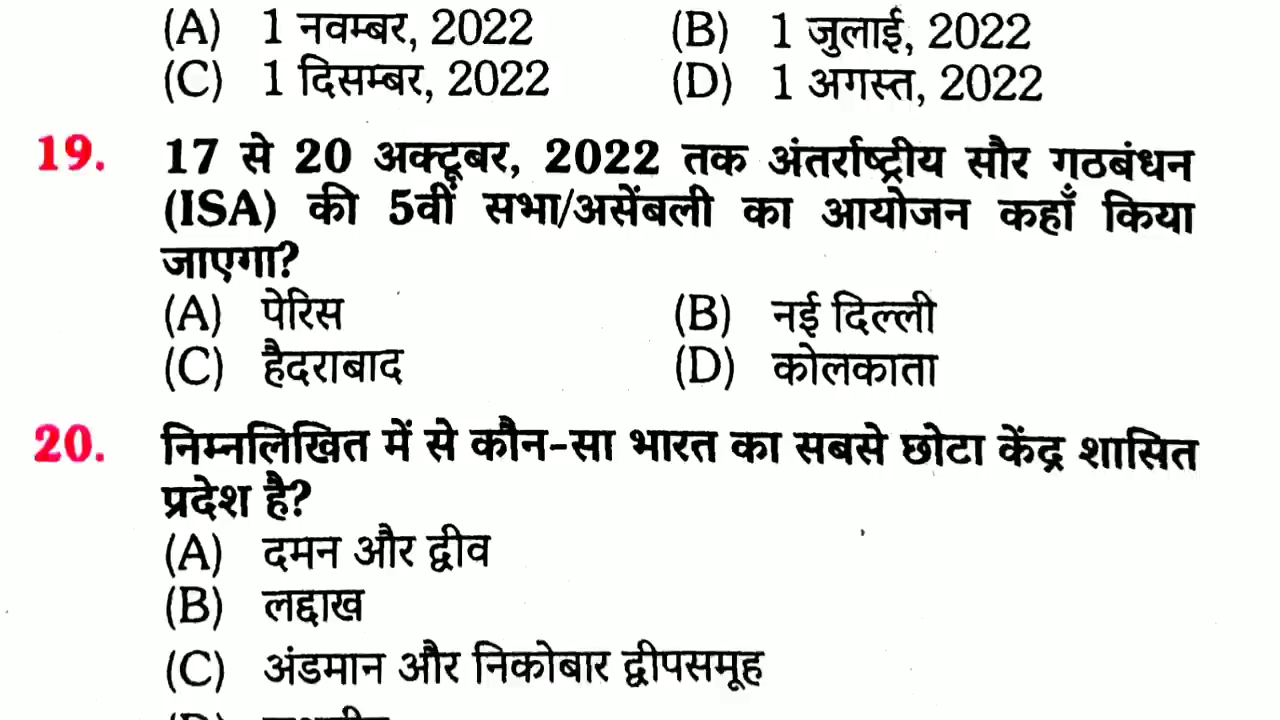 (A) 1 नवम्बर, 2022 (B) 1 जुलाई, 2022
(C) 1 दिसम्बर, 2022 (D) 1 अगस्त, 2022
19. 17 से 20 अक्टूबर, 2022 तक अंतर्राष्ट्रीय सौर गठबंधन
(ISA) की 5वीं सभा/असेंबली का आयोजन कहाँ किया
जाएगा?
(A) पेरिस (B) नई दिल्ली
(C) हैदराबाद (D) कोलकाता
20. निम्नलिखित में से कौन-सा भारत का सबसे छोटा केंद्र शासित
प्रदेश है?
(A) दमन और द्वीव
(B) लद्दाख
(C) अंडमान और निकोबार द्वीपसमूह
(D)